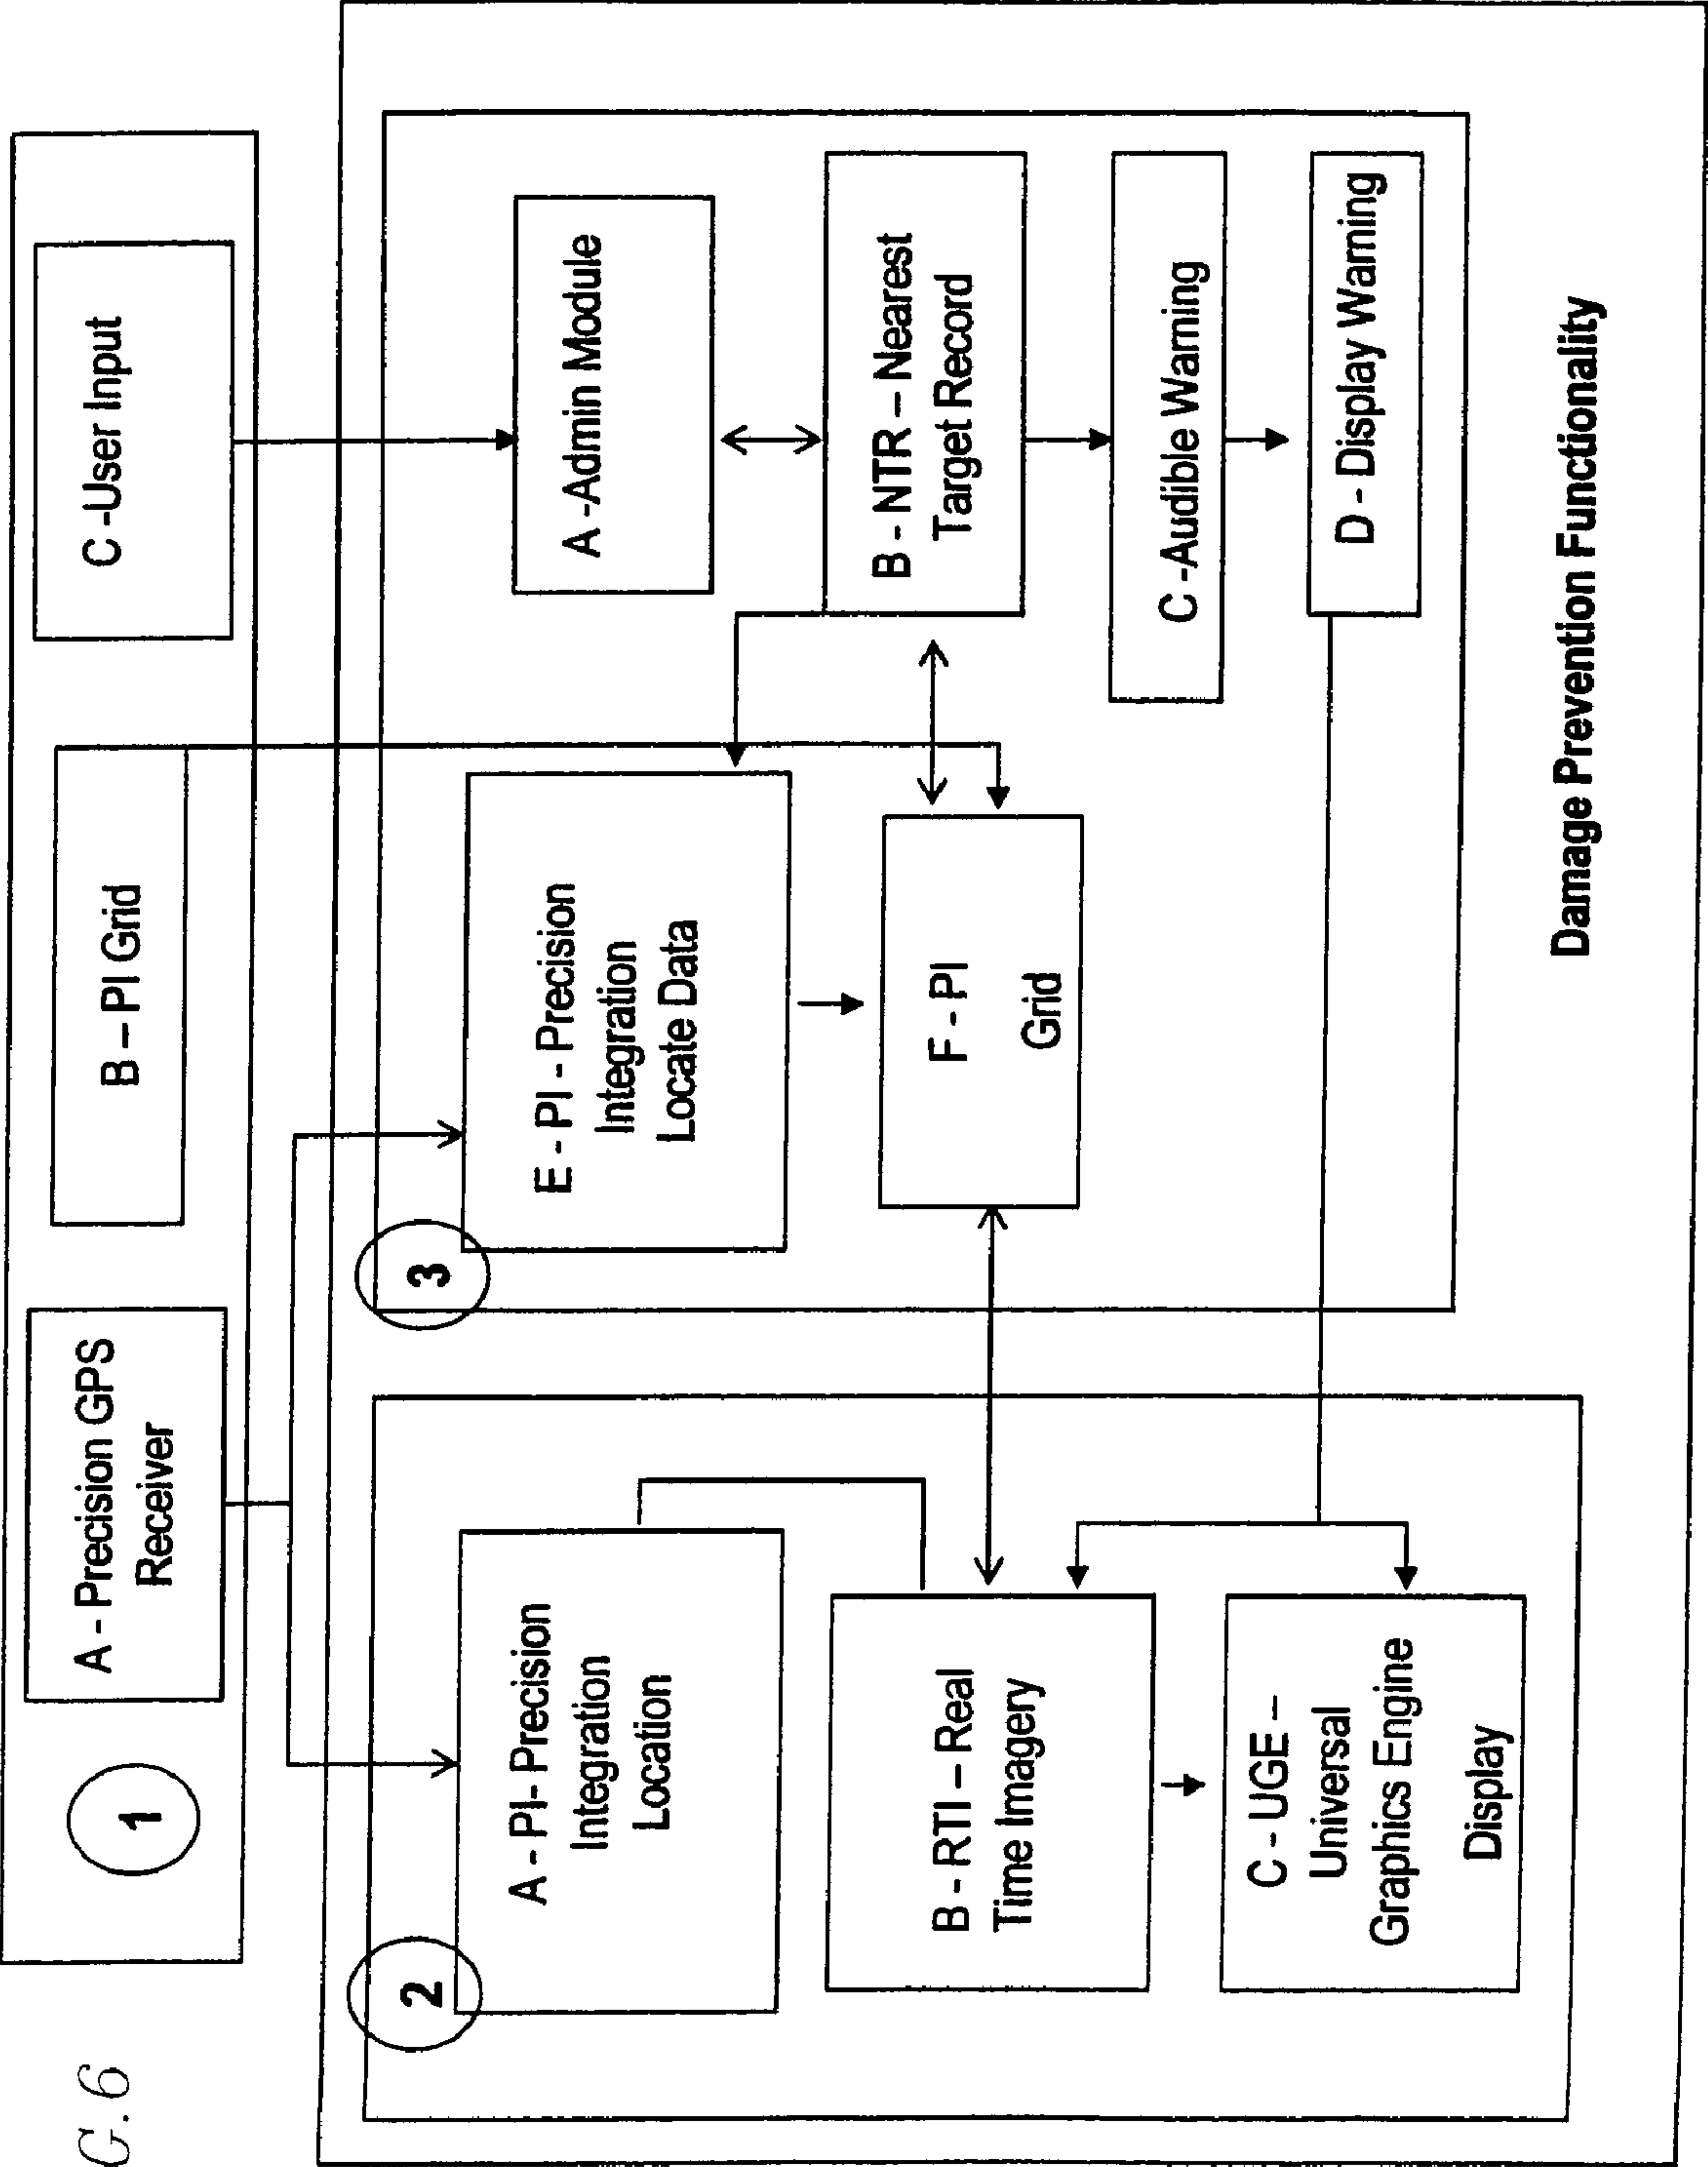 G.6
1
A - Precision GPS
Receiver
B - PI Grid
C -User Input
2
A - PI- Precision
Integration
Location
B - RTI - Real
Time Imagery
C - UGE -
Universal
Graphics Engine
Display
3
E - PI - Precision
Integration
Locate Data
F - PI
Grid
A -Admin Module
B - NTR - Nearest
Target Record
C -Audible Warning
D - Display Warning
Damage Prevention Functionality